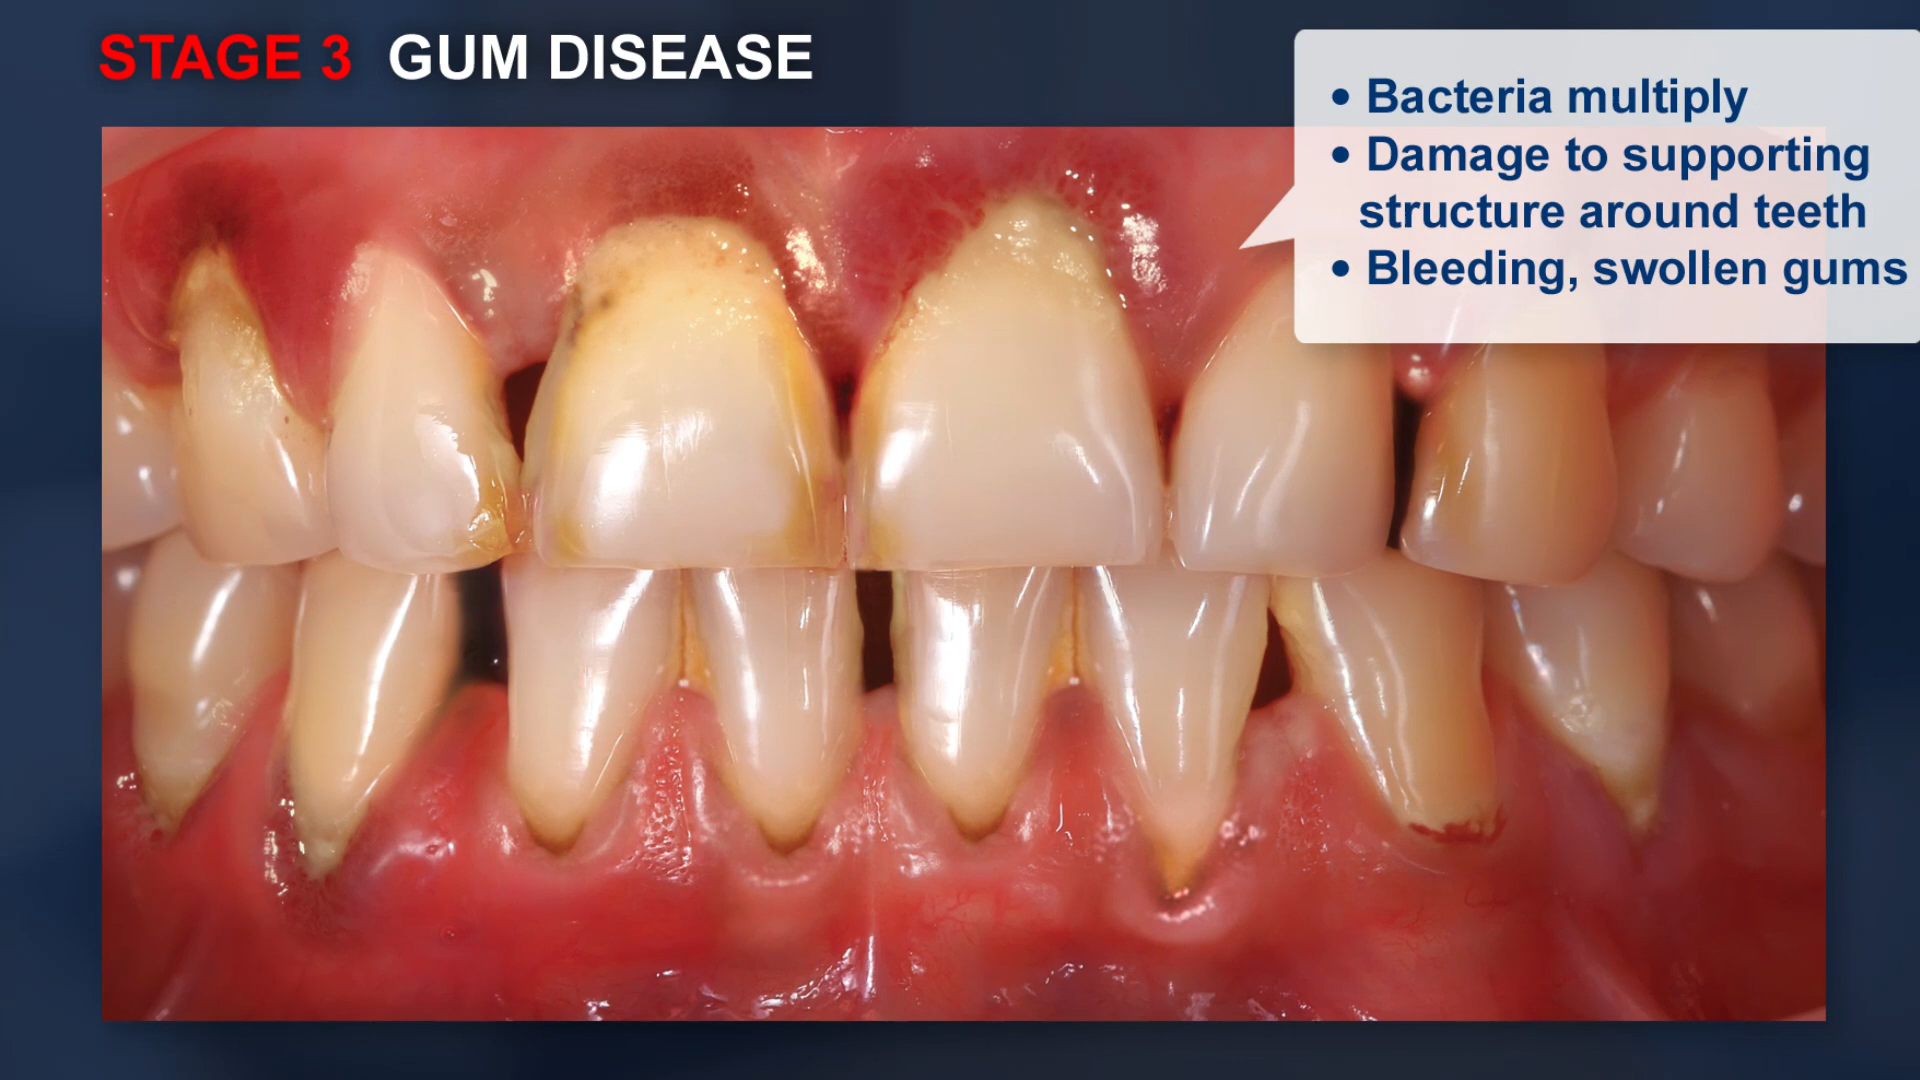 STAGE 3 GUM DISEASE
• Bacteria multiply
• Damage to supporting
structure around teeth
• Bleeding, swollen gums